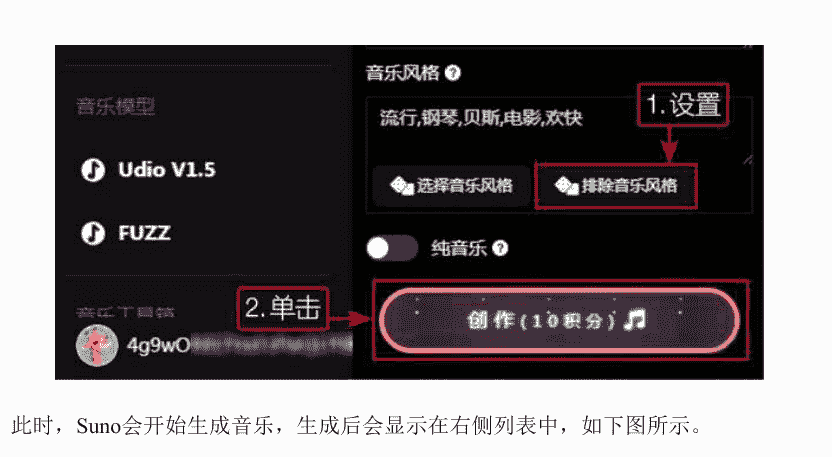 音乐风格
音乐模型
流行,钢琴,贝斯,电影,欢快
1.设置
Udio V1.5
选择音乐风格
排除音乐风格
FUZZ
纯音乐
2.单击
创作(10积分)
4g9wO
此时，Suno会开始生成音乐，生成后会显示在右侧列表中，如下图所示。